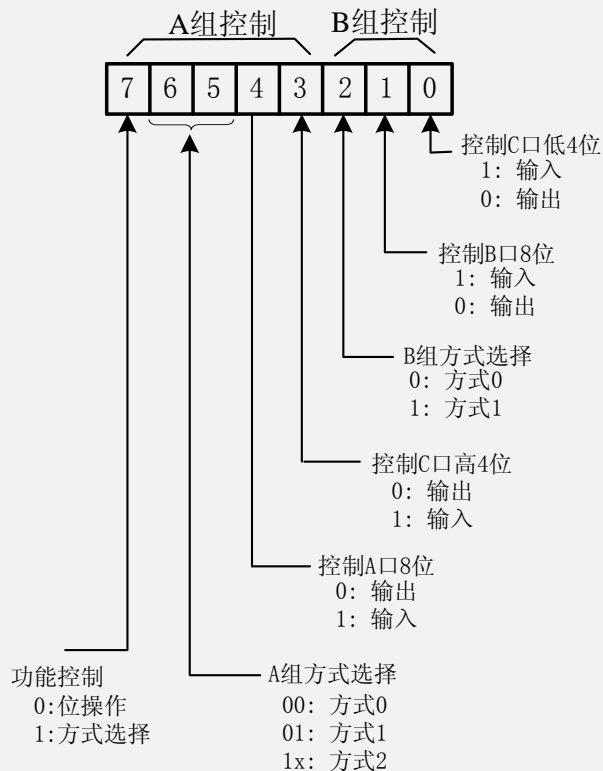 A组控制 B组控制
7 6 5 4 3 2 1 0
控制C口低4位
1: 输入
0: 输出
控制B口8位
1: 输入
0: 输出
B组方式选择
0: 方式0
1: 方式1
控制C口高4位
0: 输出
1: 输入
控制A口8位
0: 输出
1: 输入
功能控制
0:位操作
1:方式选择
A组方式选择
00: 方式0
01: 方式1
1x: 方式2